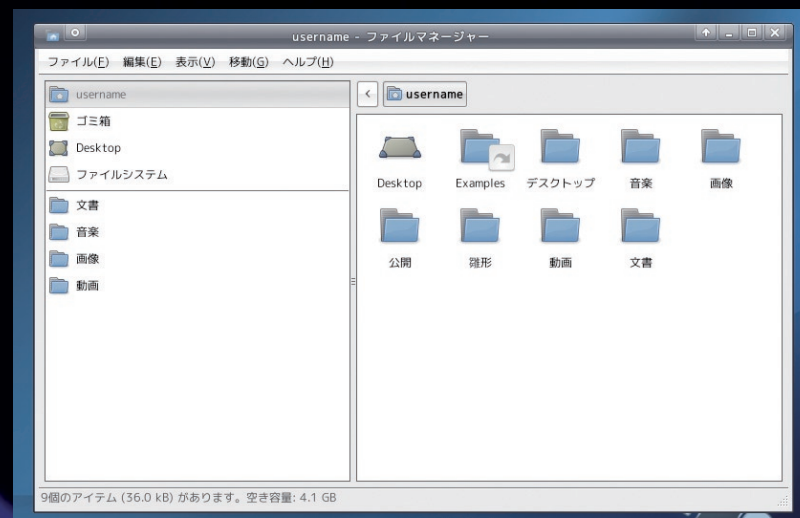 username - ファイルマネージャー
ファイル(F) 編集(E) 表示(V) 移動(G) ヘルプ(H)
username
ゴミ箱
Desktop
ファイルシステム
文書
音楽
画像
動画
username
Desktop Examples デスクトップ 音楽 画像
公開 雛形 動画 文書
9個のアイテム (36.0 kB) があります。空き容量: 4.1 GB